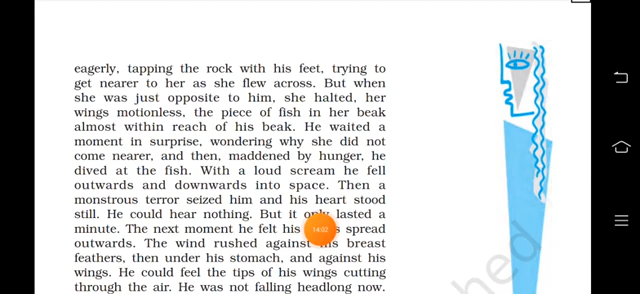 eagerly, tapping the rock with his feet, trying to
get nearer to her as she flew across. But when
she was just opposite to him, she halted, her
wings motionless, the piece of fish in her beak
almost within reach of his beak. He waited a
moment in surprise, wondering why she did not
come nearer, and then, maddened by hunger, he
dived at the fish. With a loud scream he fell
outwards and downwards into space. Then a
monstrous terror seized him and his heart stood
still. He could hear nothing. But it only lasted a
minute. The next moment he felt his spread
14:02
outwards. The wind rushed against his breast
feathers, then under his stomach, and against his
wings. He could feel the tips of his wings cutting
through the air. He was not falling headlong now.